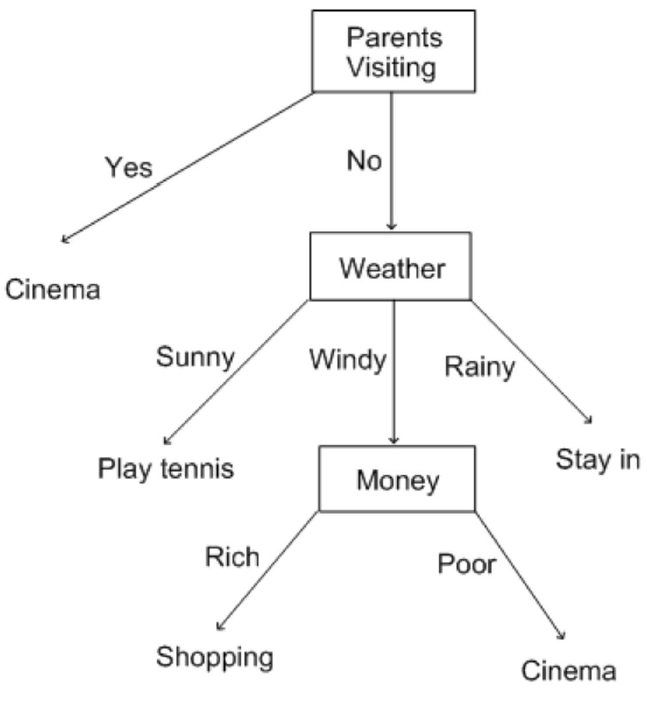 Parents
Visiting
Yes
No
Cinema
Weather
Sunny
Windy
Rainy
Play tennis
Stay in
Money
Rich
Poor
Shopping
Cinema